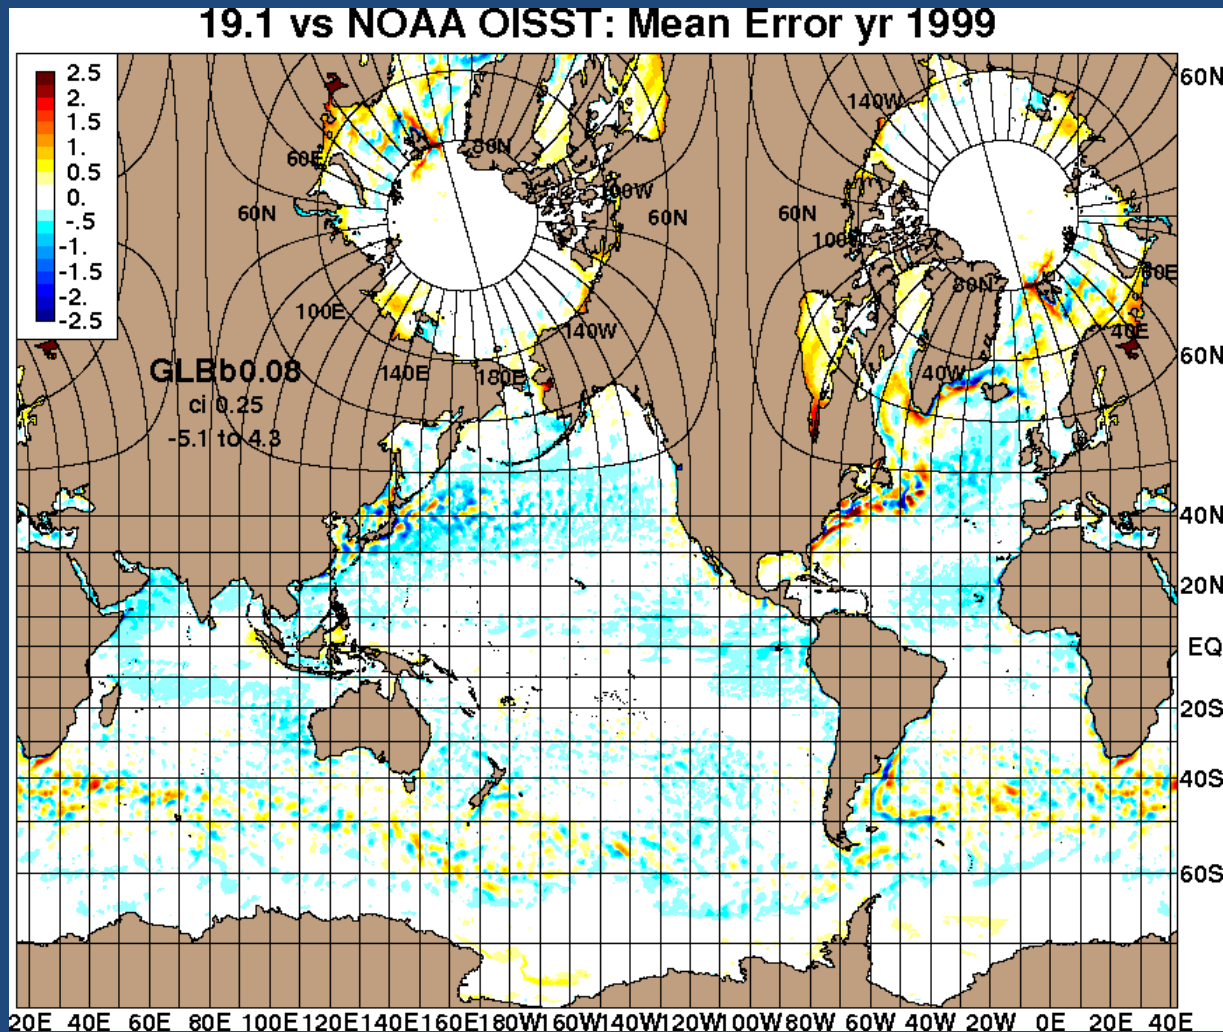 19.1 vs NOAA OISST: Mean Error yr 1999
2.5
2.
1.5
1.
0.5
0.
-.5
-1.
-1.5
-2.
-2.5
GLBb0.08
ci 0.25
-5.1 to 4.3
60E
60N
80N
100W
60N
100E
140E
180E
140W
140W
60N
100W
80N
60E
40E
40W
60N
60N
40N
20N
EQ
20S
40S
60S
20E 40E 60E 80E 100E 120E 140E 160E 180W 160W 140W 120W 100W 80W 60W 40W 20W 0E 20E 40E